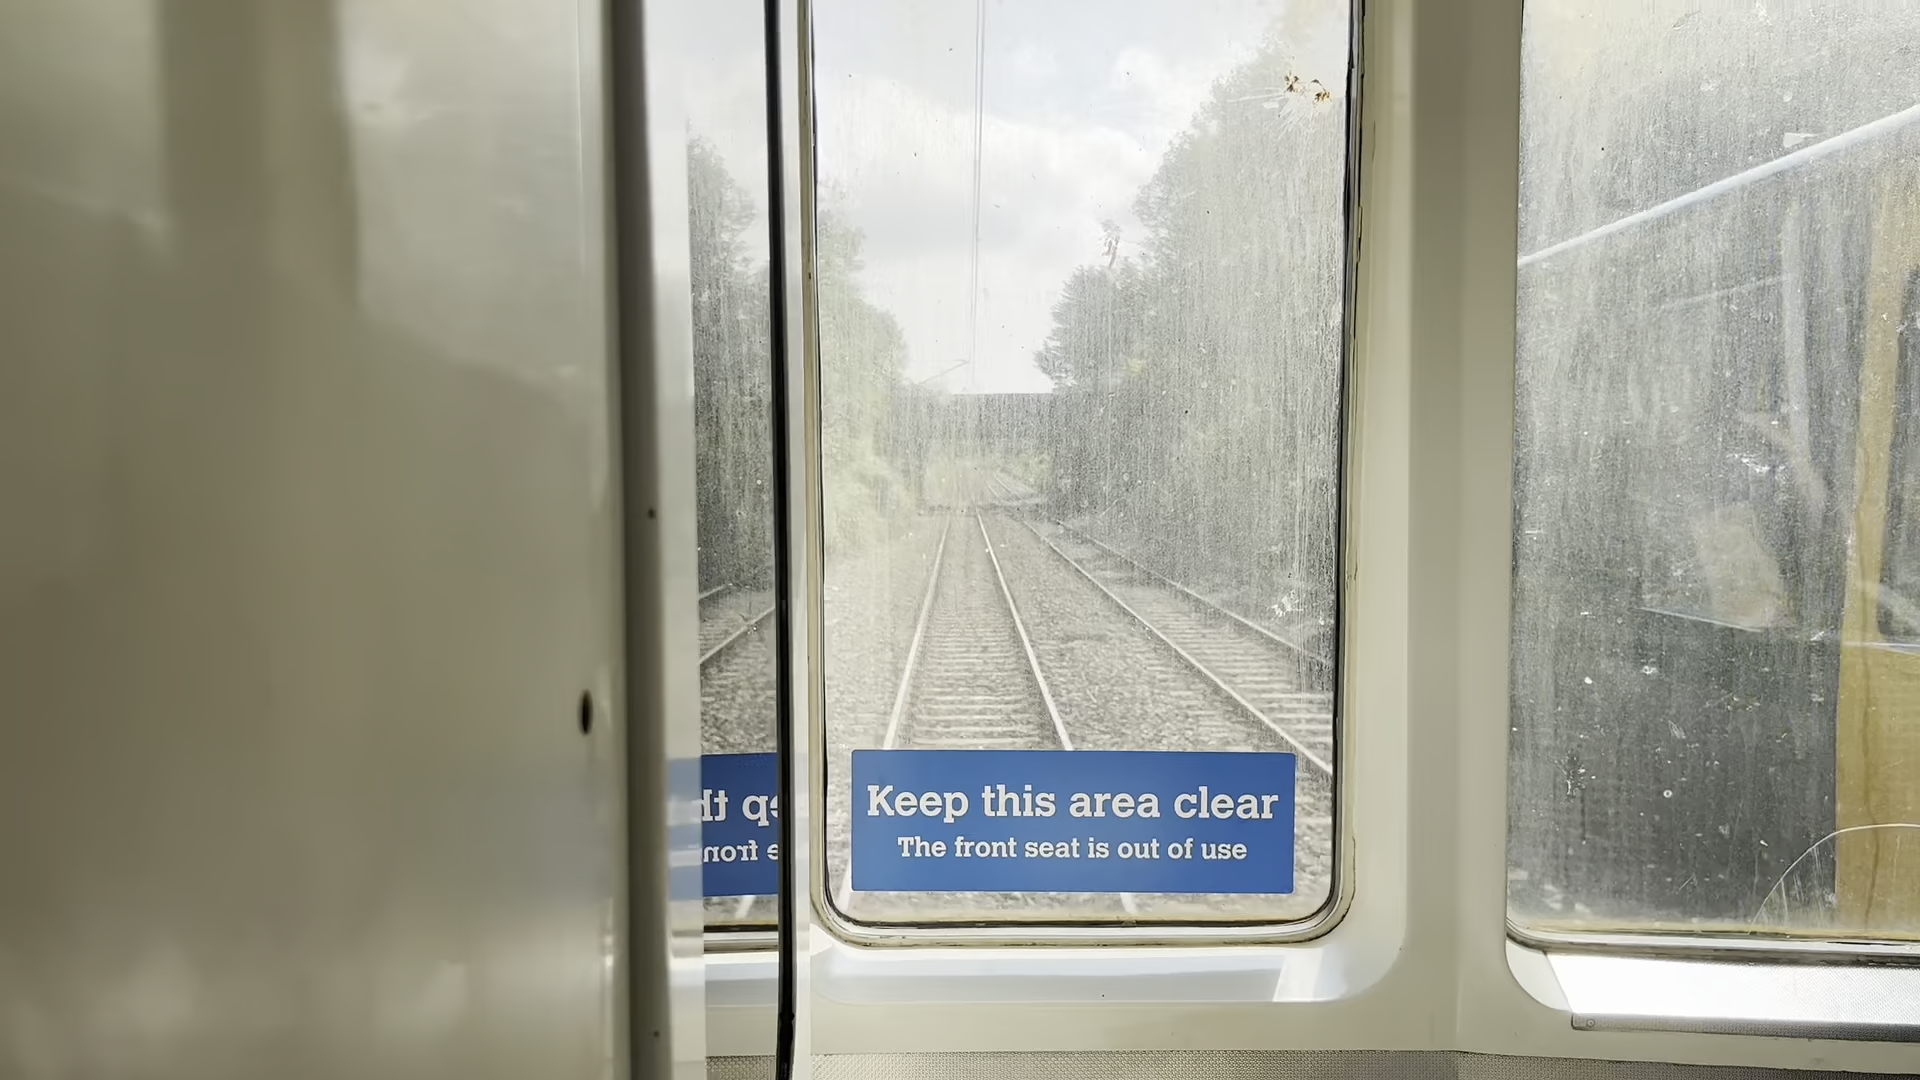 Keep this area clear
The front seat is out of use